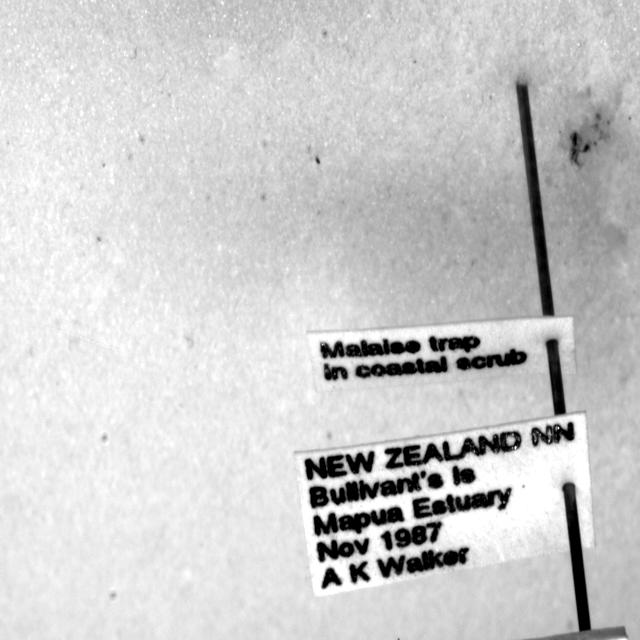 Malaise trap
in coastal scrub
NEW ZEALAND NN
Bullivant's Is
Mapua Estuary
Nov 1987
A K Walker